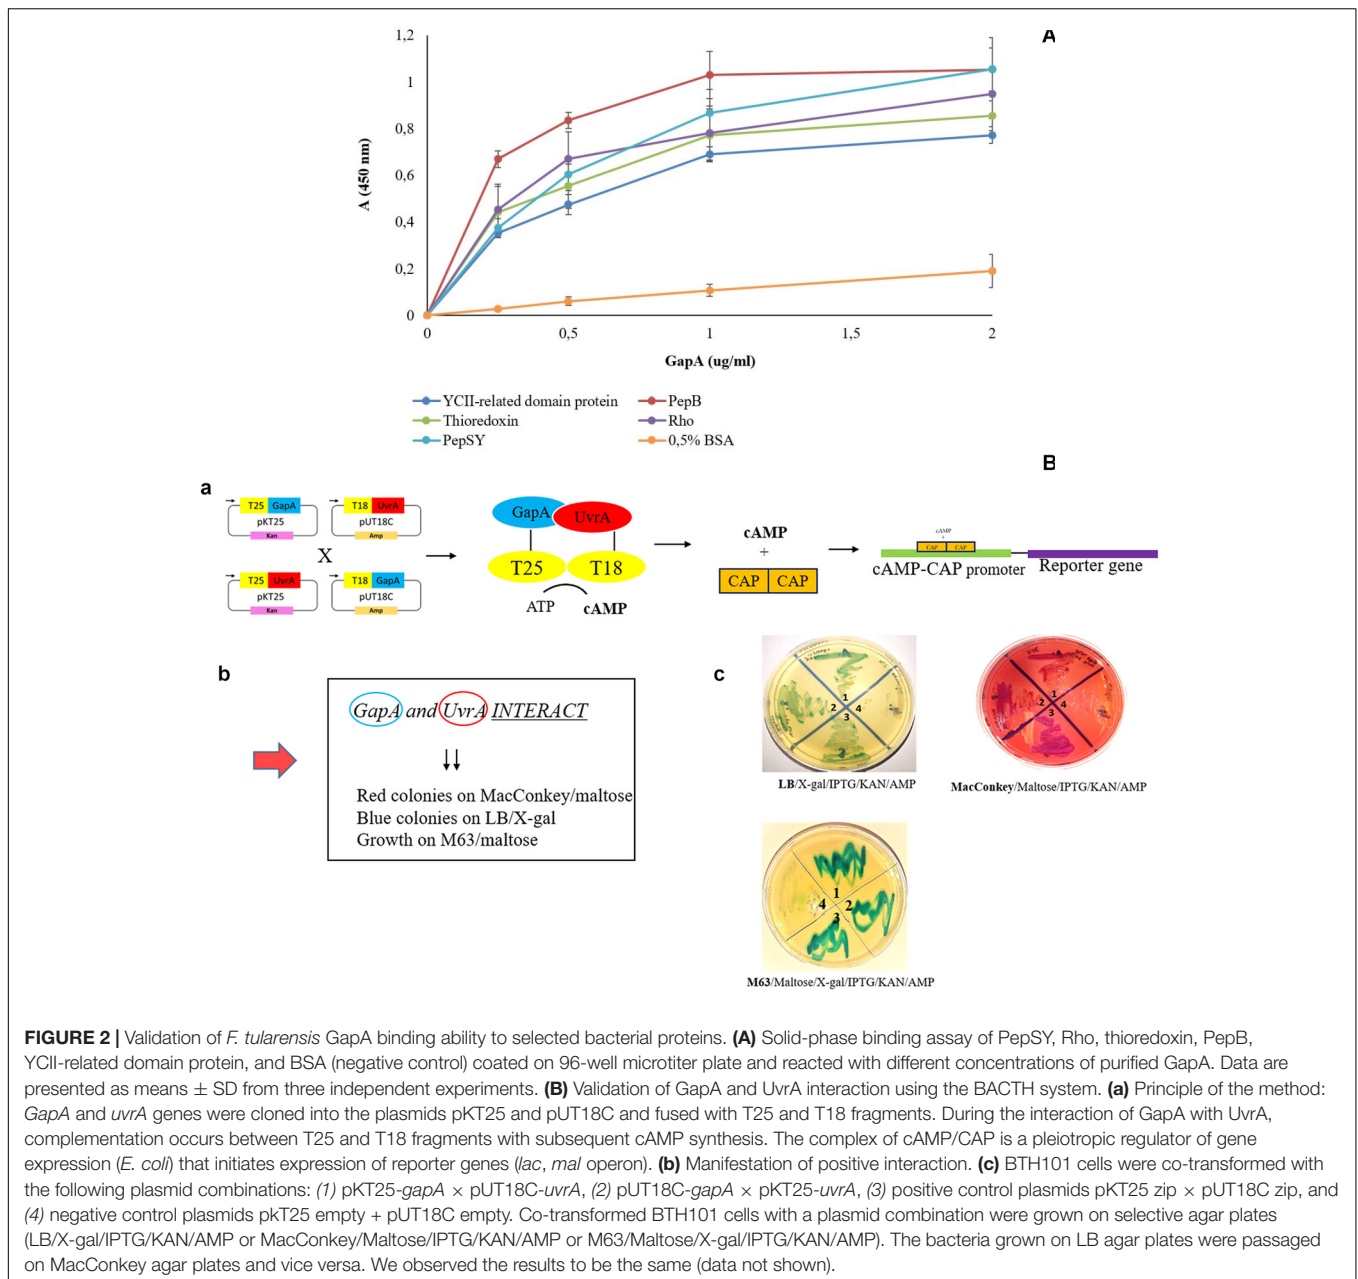 A
1,2
1
0,8
0,6
0,4
0,2
0
A (450 nm)
0 0,5 1 1,5 2
GapA (ug/ml)
YCII-related domain protein PepB
Thioredoxin Rho
PepSY 0,5% BSA
B
a
T25 GapA
pKT25
Kan
T18 UvrA
pUT18C
Amp
X
T25 UvrA
pKT25
Kan
T18 GapA
pUT18C
Amp
GapA UvrA
T25 T18
ATP cAMP
cAMP
+
CAP CAP
cAMP
+
CAP CAP
cAMP-CAP promoter Reporter gene
b
GapA and UvrA INTERACT
Red colonies on MacConkey/maltose
Blue colonies on LB/X-gal
Growth on M63/maltose
c
1
2 4
3
LB/X-gal/IPTG/KAN/AMP
1
2 4
3
MacConkey/Maltose/IPTG/KAN/AMP
1
4 2
3
M63/Maltose/X-gal/IPTG/KAN/AMP
FIGURE 2 | Validation of F. tularensis GapA binding ability to selected bacterial proteins. (A) Solid-phase binding assay of PepSY, Rho, thioredoxin, PepB,
YCII-related domain protein, and BSA (negative control) coated on 96-well microtiter plate and reacted with different concentrations of purified GapA. Data are
presented as means ± SD from three independent experiments. (B) Validation of GapA and UvrA interaction using the BACTH system. (a) Principle of the method:
GapA and uvrA genes were cloned into the plasmids pKT25 and pUT18C and fused with T25 and T18 fragments. During the interaction of GapA with UvrA,
complementation occurs between T25 and T18 fragments with subsequent cAMP synthesis. The complex of cAMP/CAP is a pleiotropic regulator of gene
expression (E. coli) that initiates expression of reporter genes (lac, mal operon). (b) Manifestation of positive interaction. (c) BTH101 cells were co-transformed with
the following plasmid combinations: (1) pKT25-gapA × pUT18C-uvrA, (2) pUT18C-gapA × pKT25-uvrA, (3) positive control plasmids pKT25 zip × pUT18C zip, and
(4) negative control plasmids pkT25 empty + pUT18C empty. Co-transformed BTH101 cells with a plasmid combination were grown on selective agar plates
(LB/X-gal/IPTG/KAN/AMP or MacConkey/Maltose/IPTG/KAN/AMP or M63/Maltose/X-gal/IPTG/KAN/AMP). The bacteria grown on LB agar plates were passaged
on MacConkey agar plates and vice versa. We observed the results to be the same (data not shown).